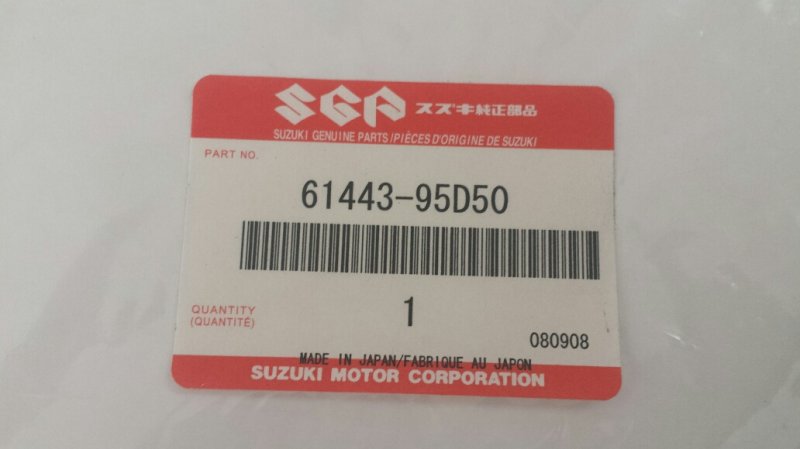 SGP スズキ純正部品
SUZUKI GENUINE PARTS/PIÈCES D'ORIGINE DE SUZUKI
PART NO.
61443-95D50
QUANTITY
(QUANTITÉ)
1
080908
MADE IN JAPAN/FABRIQUE AU JAPON
SUZUKI MOTOR CORPORATION